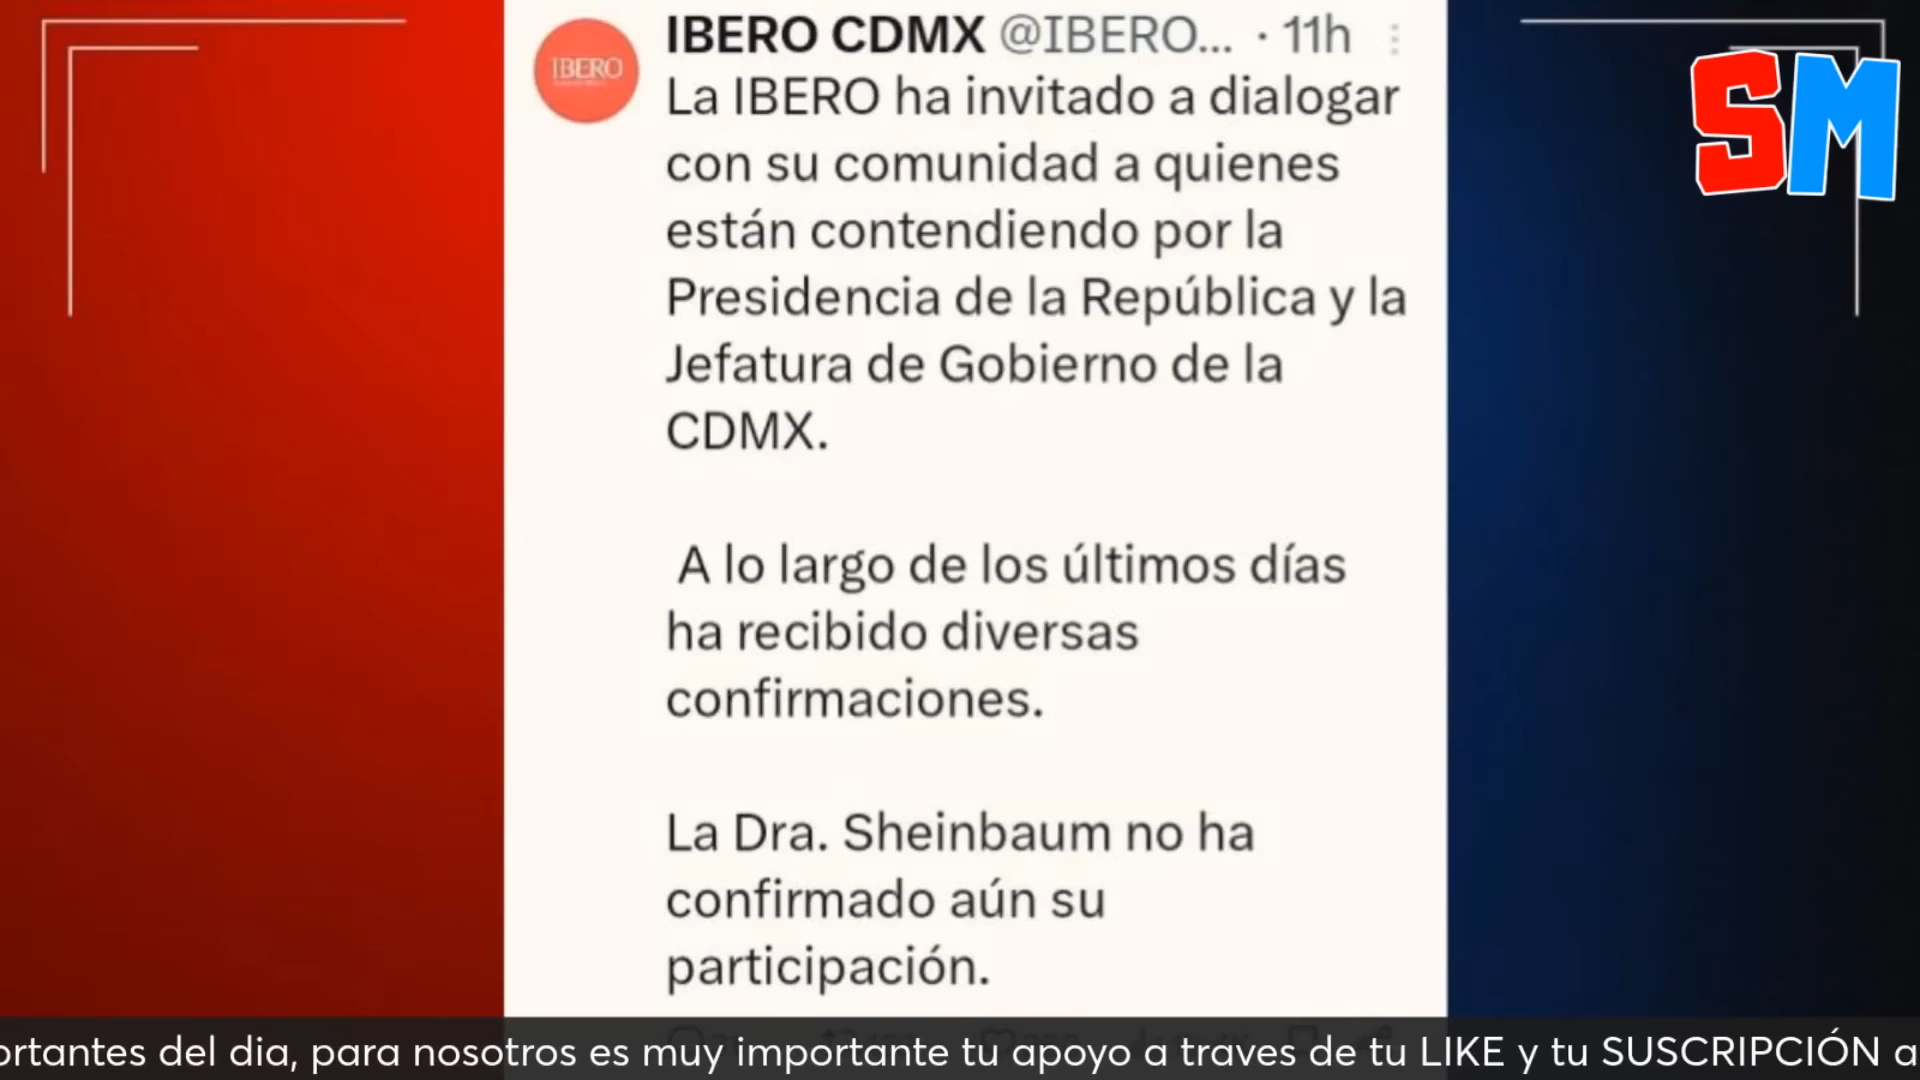 IBERO CDMX @IBERO... · 11h
IBERO
La IBERO ha invitado a dialogar
con su comunidad a quienes
están contendiendo por la
Presidencia de la República y la
Jefatura de Gobierno de la
CDMX.
A lo largo de los últimos días
ha recibido diversas
confirmaciones.
La Dra. Sheinbaum no ha
confirmado aún su
participación.
SM
ortantes del dia, para nosotros es muy importante tu apoyo a traves de tu LIKE y tu SUSCRIPCIÓN a